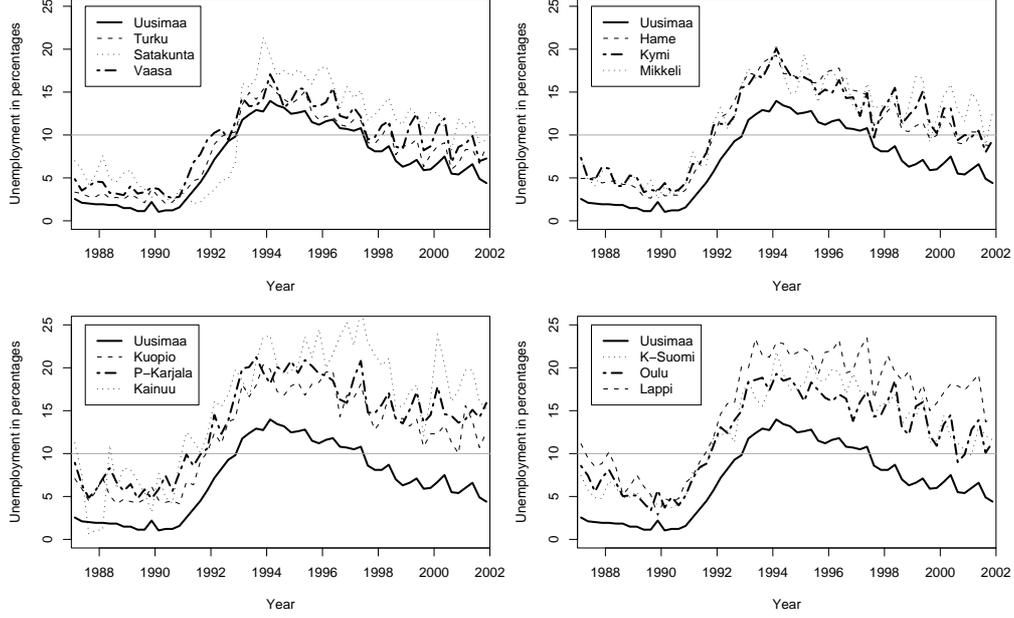 Unemployment in percentages
0 5 10 15 20 25
Uusimaa
Turku
Satakunta
Vaasa
1988 1990 1992 1994 1996 1998 2000 2002
Year
Unemployment in percentages
0 5 10 15 20 25
Uusimaa
Hame
Kymi
Mikkeli
1988 1990 1992 1994 1996 1998 2000 2002
Year
Unemployment in percentages
0 5 10 15 20 25
Uusimaa
Kuopio
P−Karjala
Kainuu
1988 1990 1992 1994 1996 1998 2000 2002
Year
Unemployment in percentages
0 5 10 15 20 25
Uusimaa
K−Suomi
Oulu
Lappi
1988 1990 1992 1994 1996 1998 2000 2002
Year